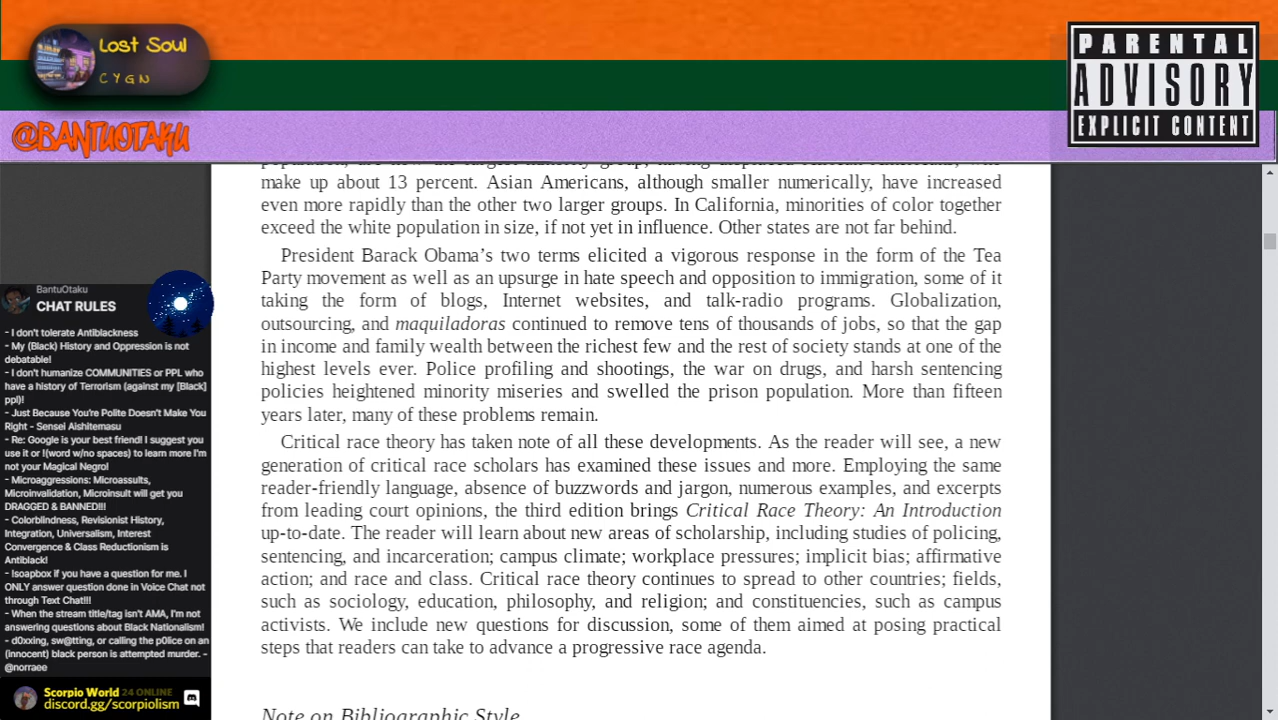 Lost Soul
CYGN
PARENTAL
ADVISORY
EXPLICIT CONTENT
@BANTUOTAKU
make up about 13 percent. Asian Americans, although smaller numerically, have increased
even more rapidly than the other two larger groups. In California, minorities of color together
exceed the white population in size, if not yet in influence. Other states are not far behind.
President Barack Obama's two terms elicited a vigorous response in the form of the Tea
Party movement as well as an upsurge in hate speech and opposition to immigration, some of it
taking the form of blogs, Internet websites, and talk-radio programs. Globalization,
outsourcing, and maquiladoras continued to remove tens of thousands of jobs, so that the gap
in income and family wealth between the richest few and the rest of society stands at one of the
highest levels ever. Police profiling and shootings, the war on drugs, and harsh sentencing
policies heightened minority miseries and swelled the prison population. More than fifteen
years later, many of these problems remain.
Critical race theory has taken note of all these developments. As the reader will see, a new
generation of critical race scholars has examined these issues and more. Employing the same
reader-friendly language, absence of buzzwords and jargon, numerous examples, and excerpts
from leading court opinions, the third edition brings Critical Race Theory: An Introduction
up-to-date. The reader will learn about new areas of scholarship, including studies of policing,
sentencing, and incarceration; campus climate; workplace pressures; implicit bias; affirmative
action; and race and class. Critical race theory continues to spread to other countries; fields,
such as sociology, education, philosophy, and religion; and constituencies, such as campus
activists. We include new questions for discussion, some of them aimed at posing practical
steps that readers can take to advance a progressive race agenda.
Note on Bibliographic Style
BantuOtaku
CHAT RULES
- I don't tolerate Antiblackness
- My (Black) History and Oppression is not
debatable!
- I don't humanize COMMUNITIES or PPL who
have a history of Terrorism (against my [Black]
ppl)!
- Just Because You're Polite Doesn't Make You
Right - Sensei Aishitemasu
- Re: Google is your best friend! I suggest you
use it or !(word w/no spaces) to learn more I'm
not your Magical Negro!
- Microaggressions: Microassults,
Microinvalidation, Microinsult will get you
DRAGGED & BANNED!!!
- Colorblindness, Revisionist History,
Integration, Universalism, Interest
Convergence & Class Reductionism is
Antiblack!
- !soapbox if you have a question for me. I
ONLY answer question done in Voice Chat not
through Text Chat!!!
- When the stream title/tag isn't AMA, I'm not
answering questions about Black Nationalism!
- d0xxing, sw@tting, or calling the p0lice on an
(innocent) black person is attempted murder. -
@norraee
Scorpio World 24 ONLINE
discord.gg/scorpiolism